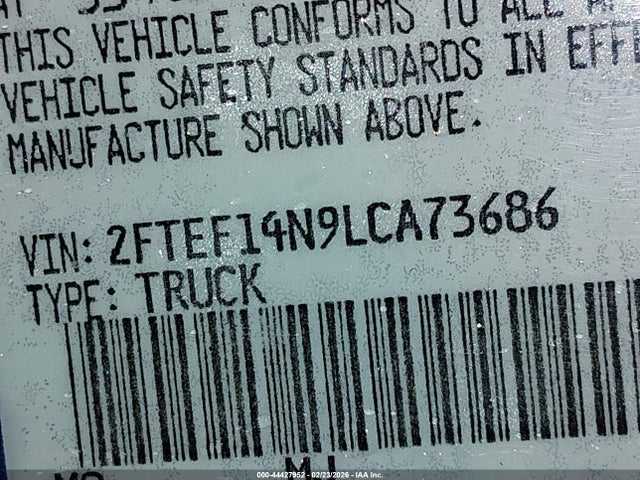 THIS VEHICLE CONFORMS TO ALL
VEHICLE SAFETY STANDARDS IN EFFE
MANUFACTURE SHOWN ABOVE.
VIN: 2FTEF14N9LCA73686
TYPE: TRUCK
000-44427952 - 02/23/2026 - IAA Inc.